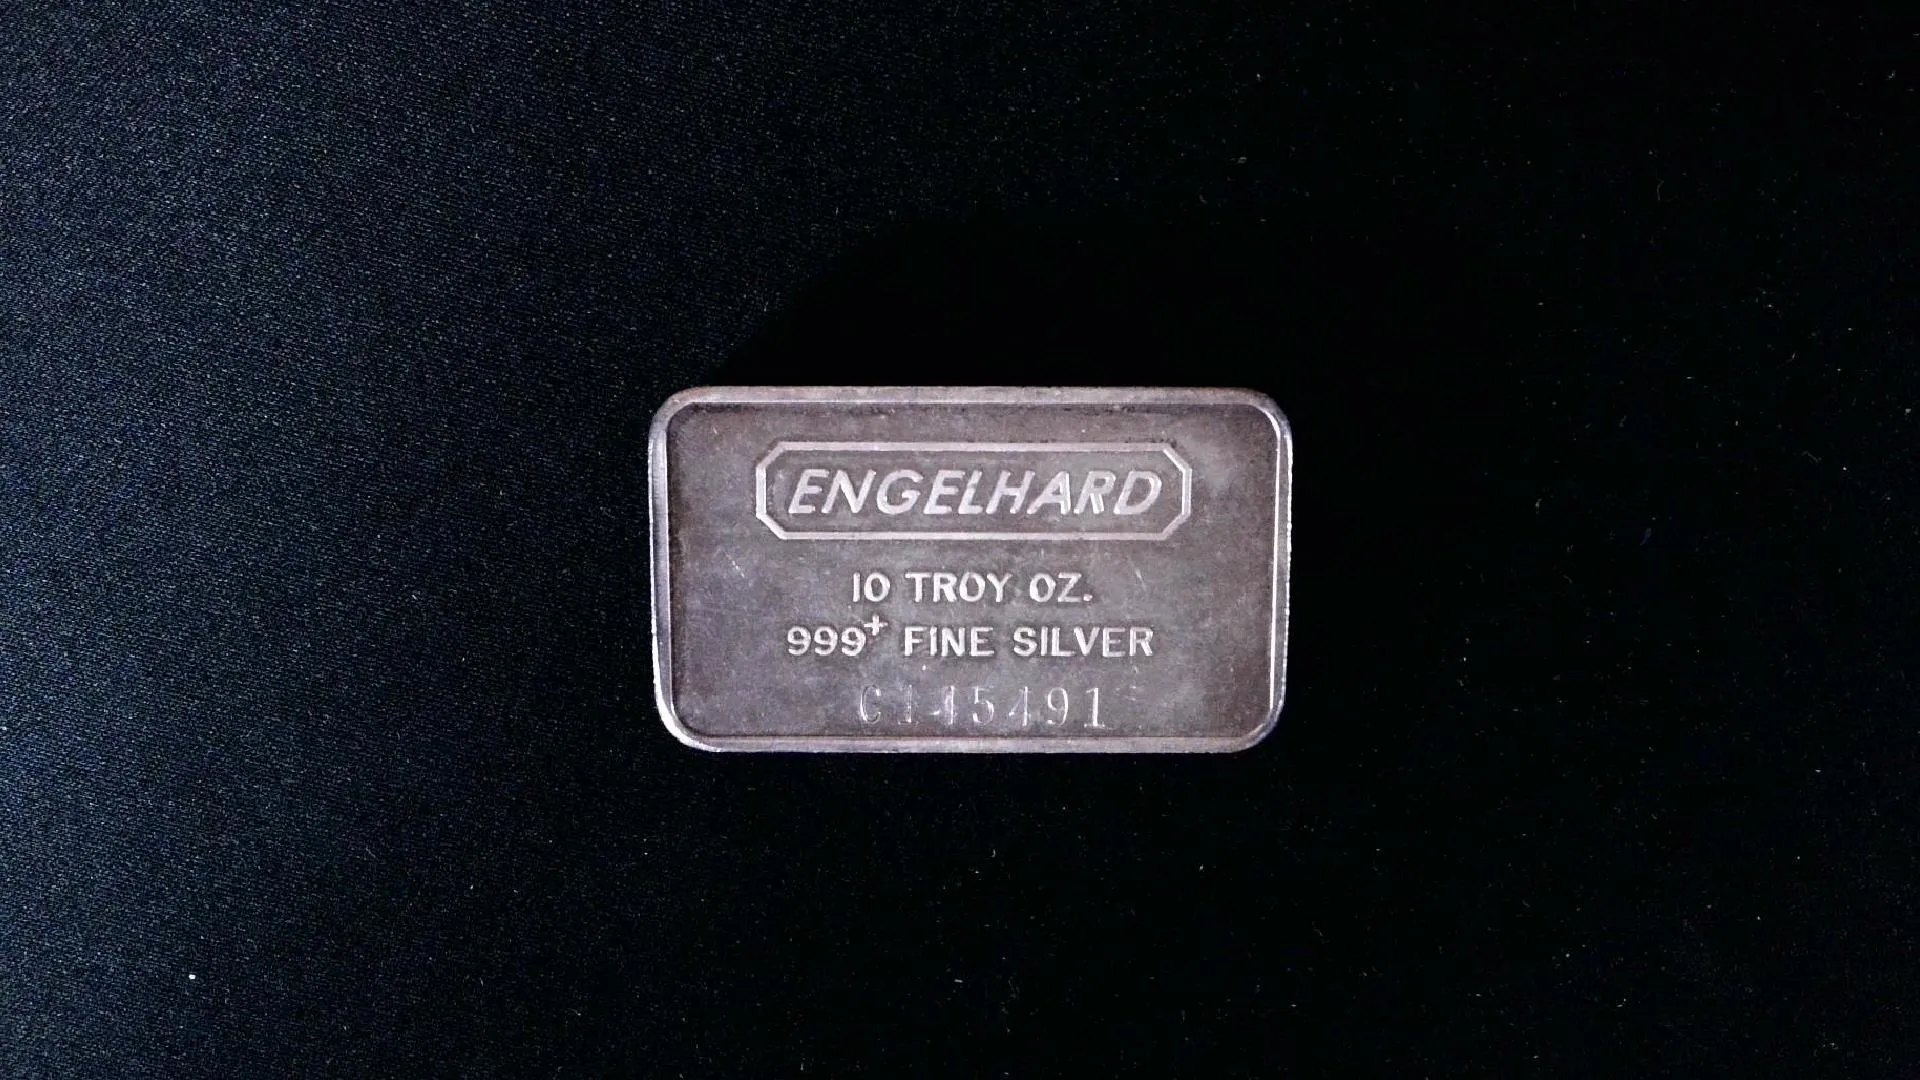 ENGELHARD
10 TROY OZ.
999+ FINE SILVER
C145491